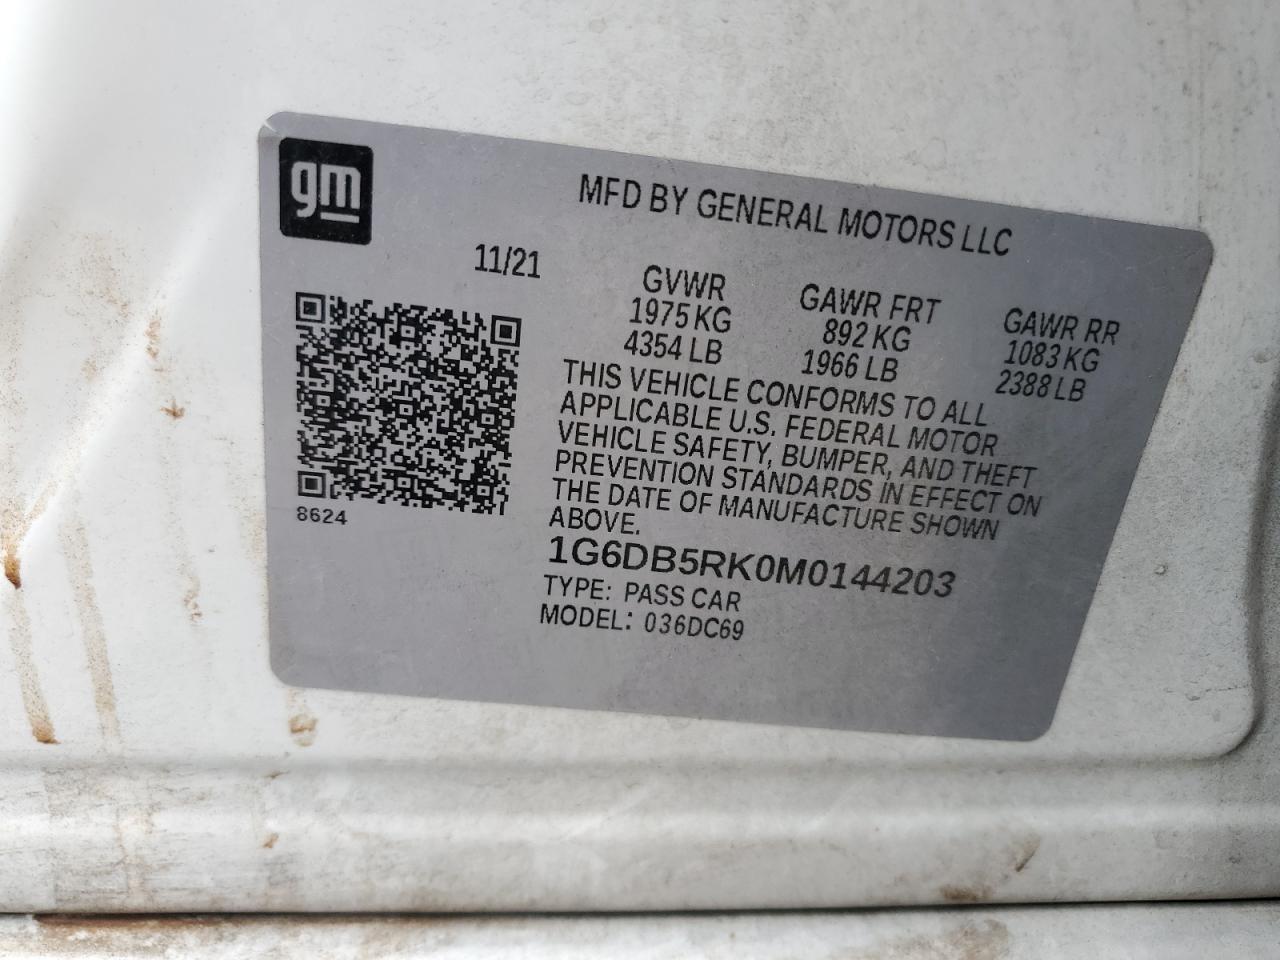 gm
MFD BY GENERAL MOTORS LLC
11/21
GVWR GAWR FRT GAWR RR
1975 KG 892 KG 1083 KG
4354 LB 1966 LB 2388 LB
THIS VEHICLE CONFORMS TO ALL
APPLICABLE U.S. FEDERAL MOTOR
VEHICLE SAFETY, BUMPER, AND THEFT
PREVENTION STANDARDS IN EFFECT ON
THE DATE OF MANUFACTURE SHOWN
ABOVE.
8624
1G6DB5RK0M0144203
TYPE: PASS CAR
MODEL: 036DC69